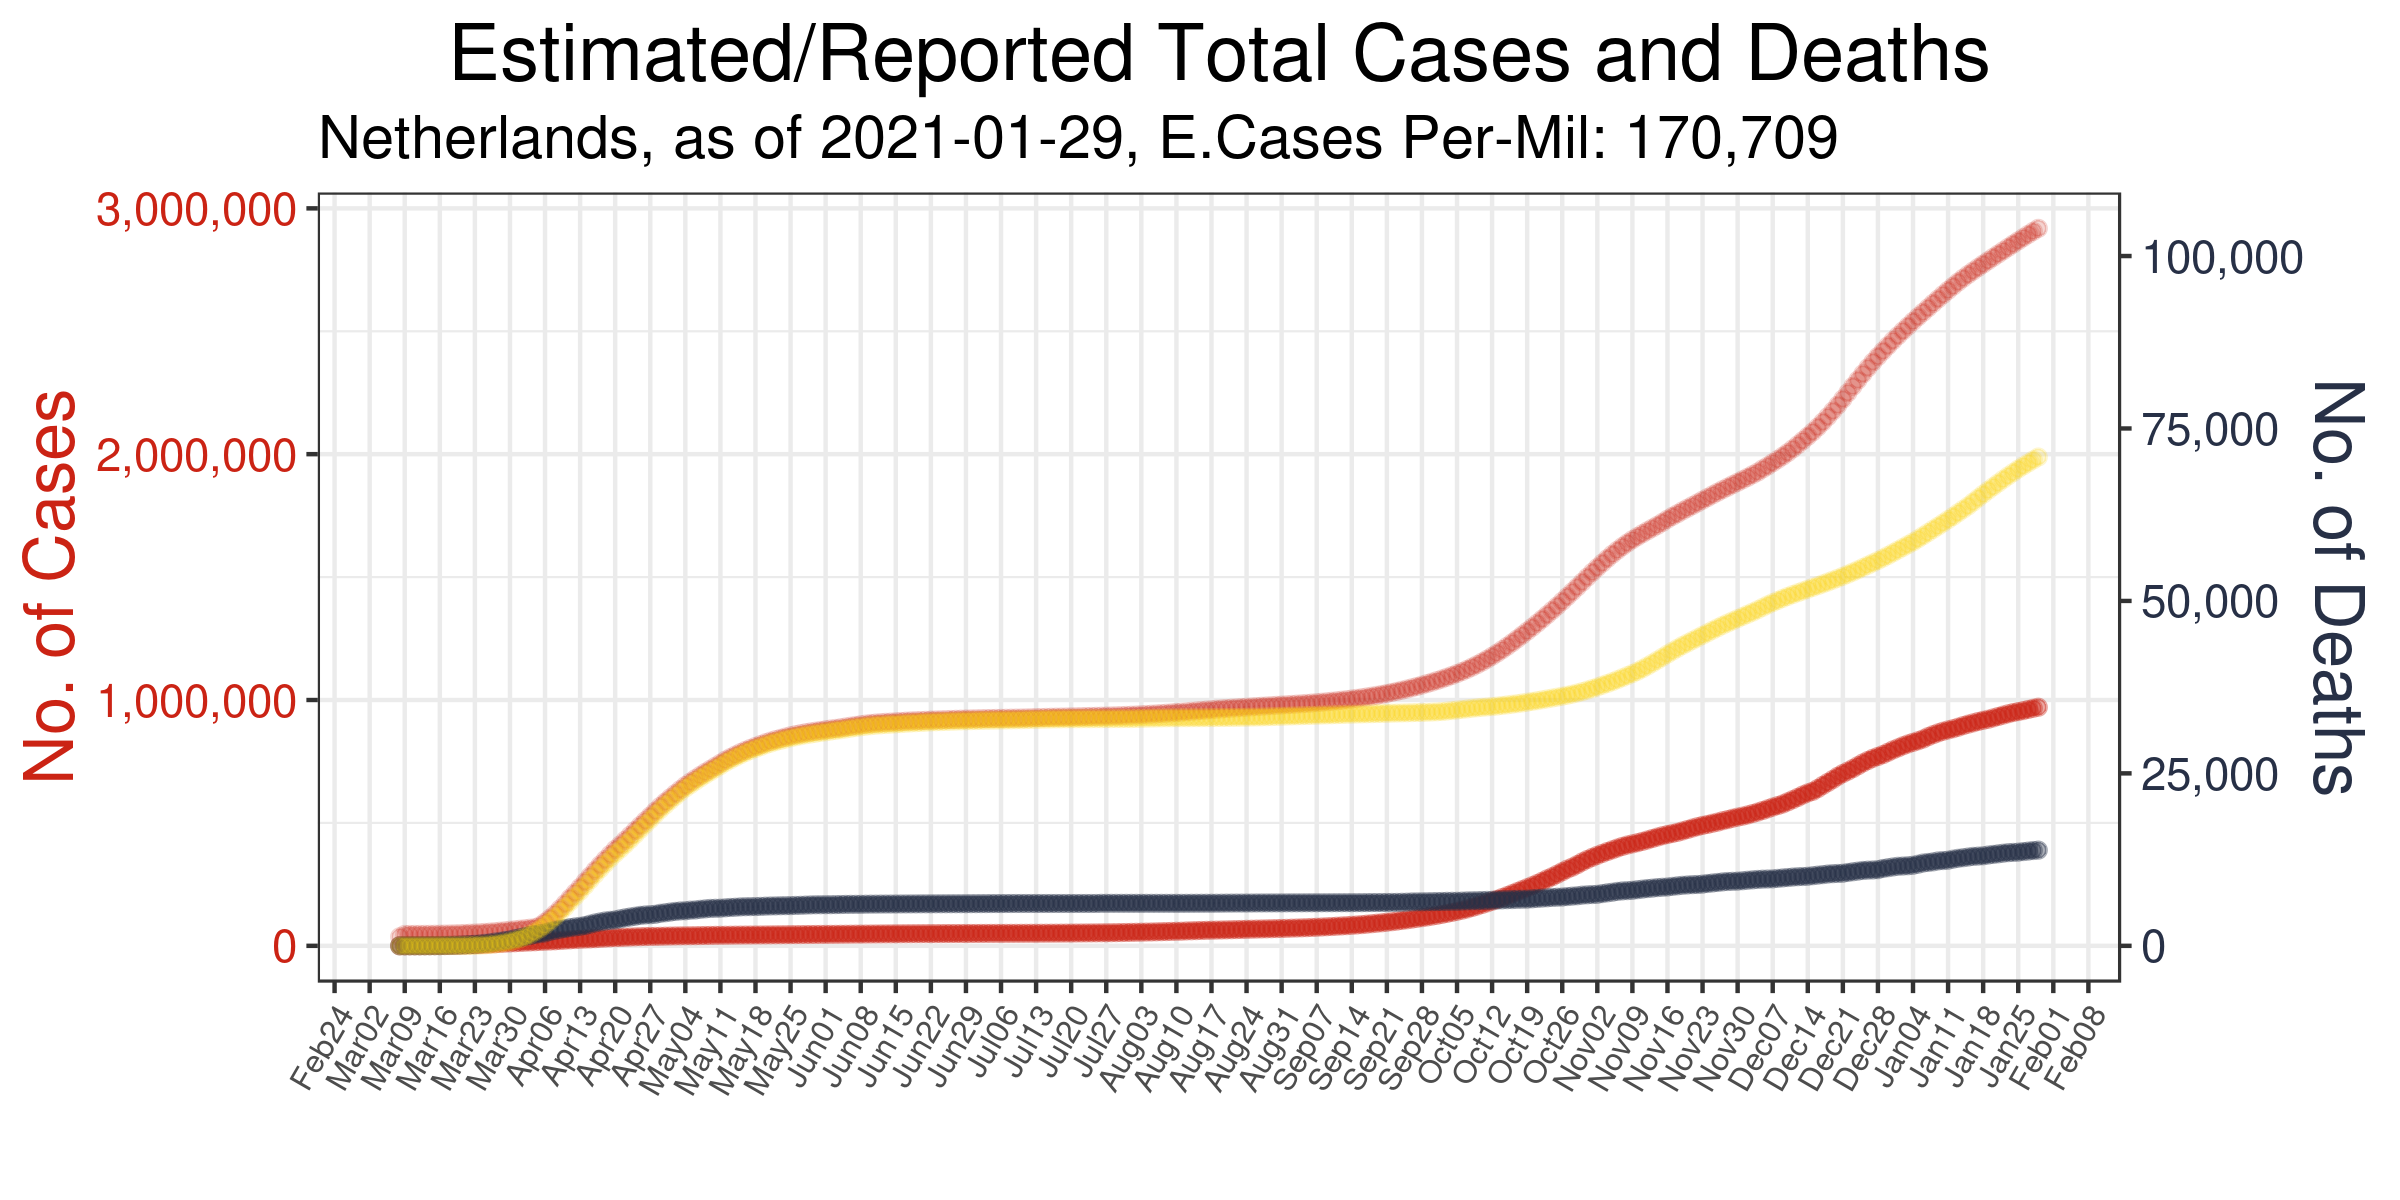 Estimated/Reported Total Cases and Deaths
Netherlands, as of 2021-01-29, E.Cases Per-Mil: 170,709
No. of Cases
3,000,000
2,000,000
1,000,000
0
100,000
75,000
50,000
25,000
0
No. of Deaths
Feb24
Mar02
Mar09
Mar16
Mar23
Mar30
Apr06
Apr13
Apr20
Apr27
May04
May11
May18
May25
Jun01
Jun08
Jun15
Jun22
Jun29
Jul06
Jul13
Jul20
Jul27
Aug03
Aug10
Aug17
Aug24
Aug31
Sep07
Sep14
Sep21
Sep28
Oct05
Oct12
Oct19
Oct26
Nov02
Nov09
Nov16
Nov23
Nov30
Dec07
Dec14
Dec21
Dec28
Jan04
Jan11
Jan18
Jan25
Feb01
Feb08